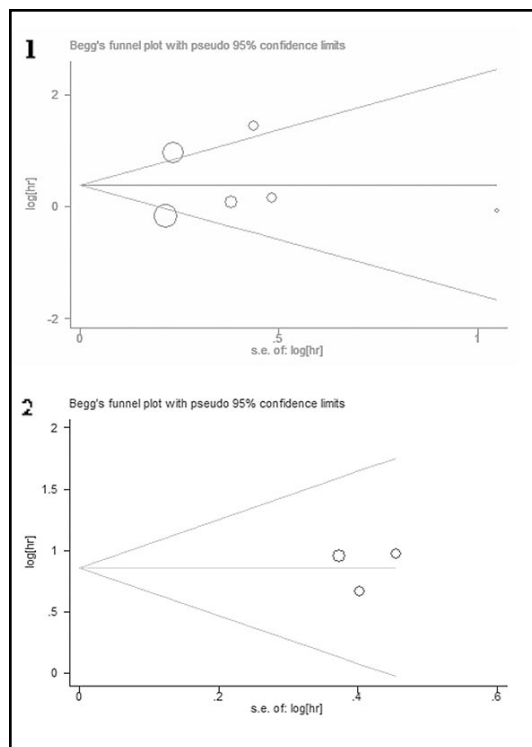 1
Begg's funnel plot with pseudo 95% confidence limits
log[hr]
2
0
-2
0
.5
1
s.e. of: log[hr]
2
Begg's funnel plot with pseudo 95% confidence limits
log[hr]
2
1.5
1
.5
0
0
.2
.4
.6
s.e. of: log[hr]